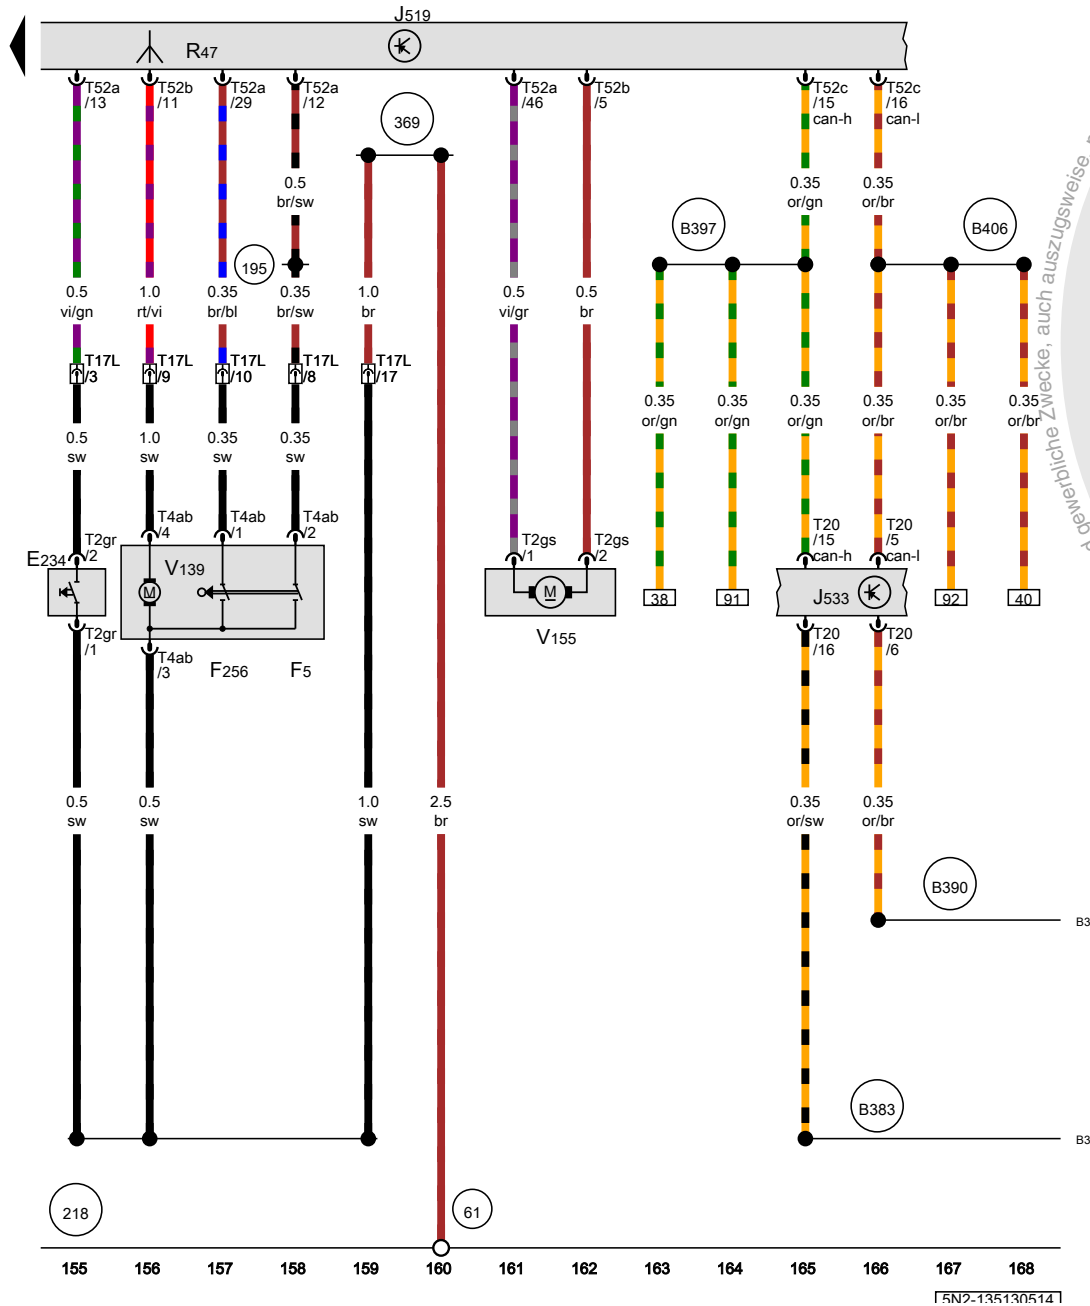 J519
R47
T52a
/13
T52b
/11
T52a
/29
T52a
/12
T52a
/46
T52b
/5
T52c
/15
can-h
T52c
/16
can-l
369
0.5
br/sw
0.35
or/gn
0.35
or/br
B397
B406
195
0.5
vi/gn
1.0
rt/vi
0.35
br/bl
0.35
br/sw
1.0
br
0.5
vi/gr
0.5
br
T17L
/3
T17L
/9
T17L
/10
T17L
/8
T17L
/17
0.35
or/gn
0.35
or/gn
0.35
or/gn
0.35
or/br
0.35
or/br
0.35
or/br
0.5
sw
1.0
sw
0.35
sw
0.35
sw
T4ab
/4
T4ab
/1
T4ab
/2
T20
/15
can-h
T20
/5
can-l
T2gr
/2
T2gs
/1
T2gs
/2
E234
V139
M
M
38
91
J533
92
40
T2gr
/1
T4ab
/3
V155
T20
/16
T20
/6
F256
F5
0.5
sw
0.5
sw
1.0
sw
2.5
br
0.35
or/sw
0.35
or/br
B390
B3
B383
B3
218
61
155 156 157 158 159 160 161 162 163 164 165 166 167 168
5N2-135130514
gewerbliche Zwecke, auch auszugsweise,